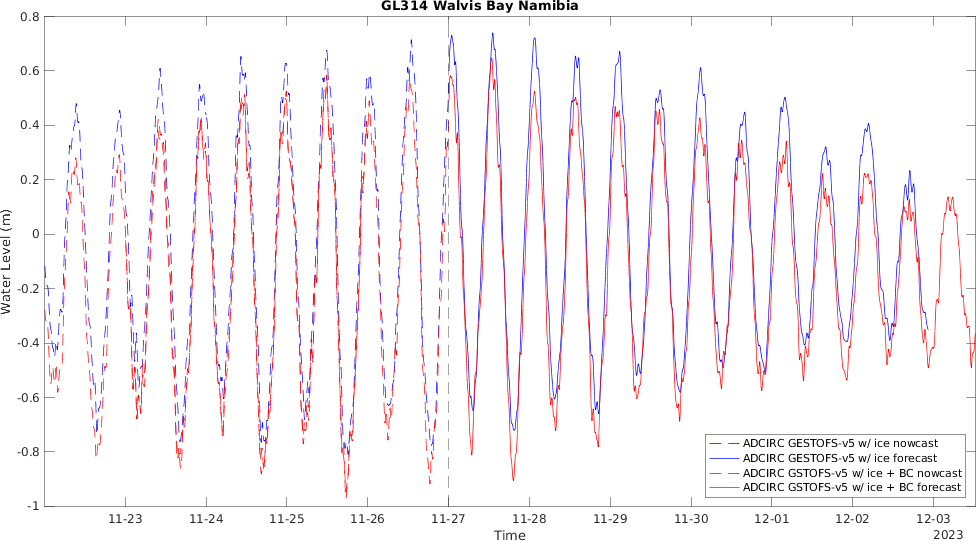 GL314 Walvis Bay Namibia
0.8
0.6
0.4
0.2
0
-0.2
-0.4
-0.6
-0.8
-1
Water Level (m)
ADCIRC GESTOFS-v5 w/ ice nowcast
ADCIRC GESTOFS-v5 w/ ice forecast
ADCIRC GSTOFS-v5 w/ ice + BC nowcast
ADCIRC GSTOFS-v5 w/ ice + BC forecast
11-23 11-24 11-25 11-26 11-27 11-28 11-29 11-30 12-01 12-02 12-03
Time 2023